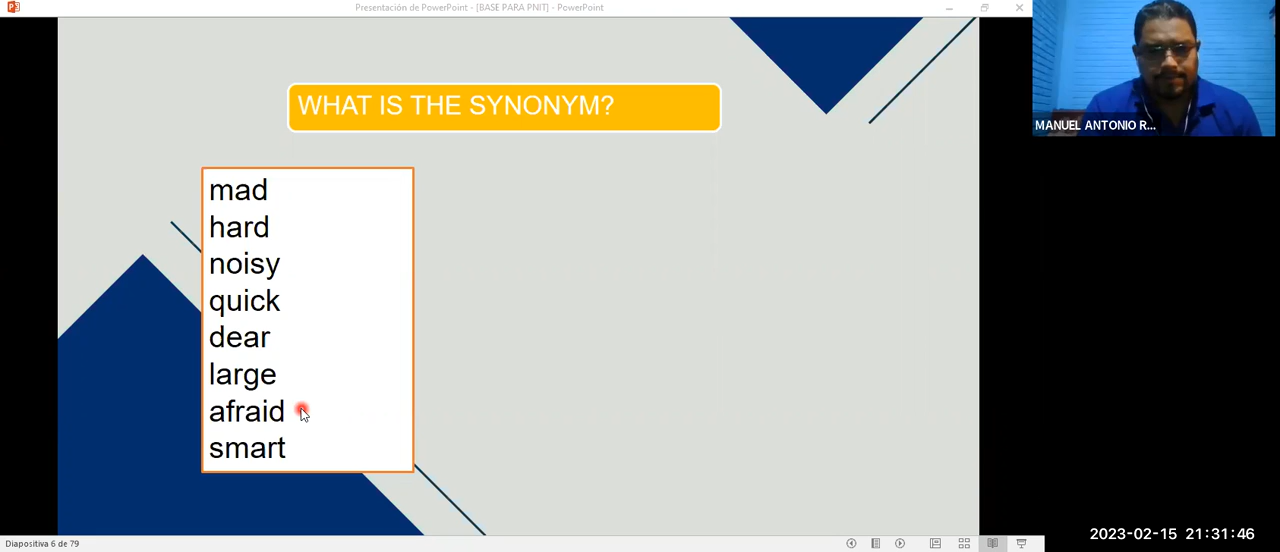 Presentación de PowerPoint - [BASE PARA PNIT] - PowerPoint
WHAT IS THE SYNONYM?
MANUEL ANTONIO R...
mad
hard
noisy
quick
dear
large
afraid
smart
2023-02-15 21:31:46
Diapositiva 6 de 79